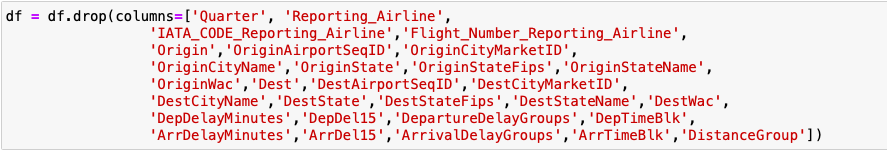 df = df.drop(columns=['Quarter', 'Reporting_Airline',
'IATA_CODE_Reporting_Airline','Flight_Number_Reporting_Airline',
'Origin','OriginAirportSeqID','OriginCityMarketID',
'OriginCityName','OriginState','OriginStateFips','OriginStateName',
'OriginWac','Dest','DestAirportSeqID','DestCityMarketID',
'DestCityName','DestState','DestStateFips','DestStateName','DestWac',
'DepDelayMinutes','DepDel15','DepartureDelayGroups','DepTimeBlk',
'ArrDelayMinutes','ArrDel15','ArrivalDelayGroups','ArrTimeBlk','DistanceGroup'])